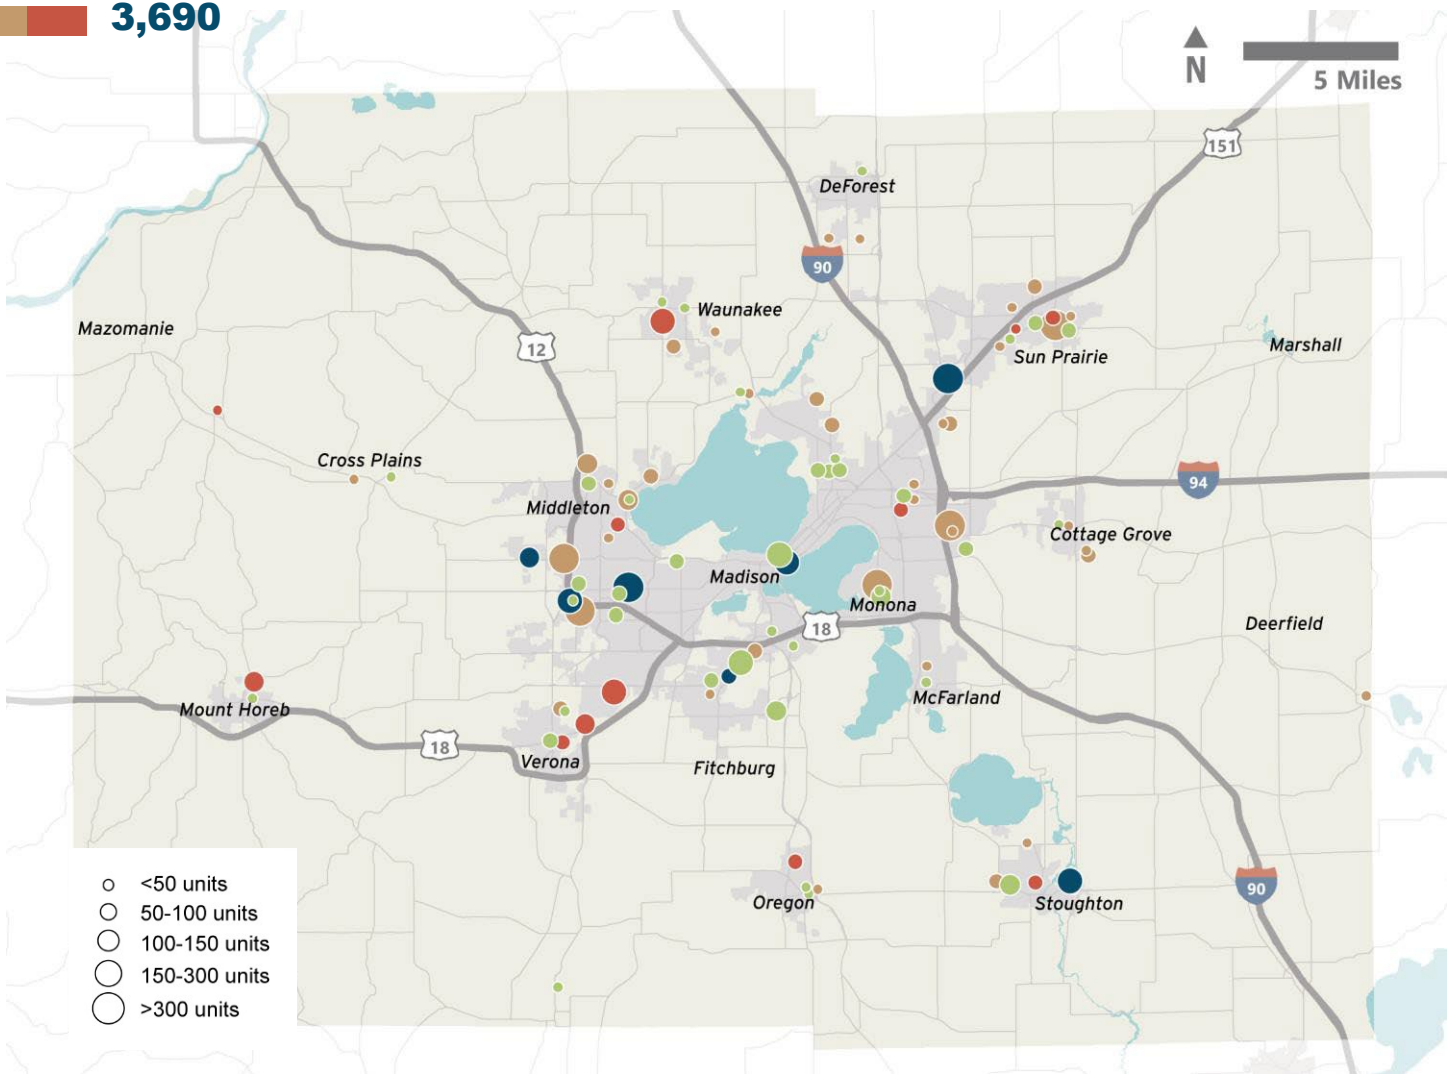 3,690
N
5 Miles
151
DeForest
90
Waunakee
Mazomanie
12
Sun Prairie
Marshall
Cross Plains
94
Middleton
Cottage Grove
Madison
Monona
18
Deerfield
McFarland
Mount Horeb
18
Verona
Fitchburg
<50 units
50-100 units
100-150 units
150-300 units
>300 units
Oregon
Stoughton
90